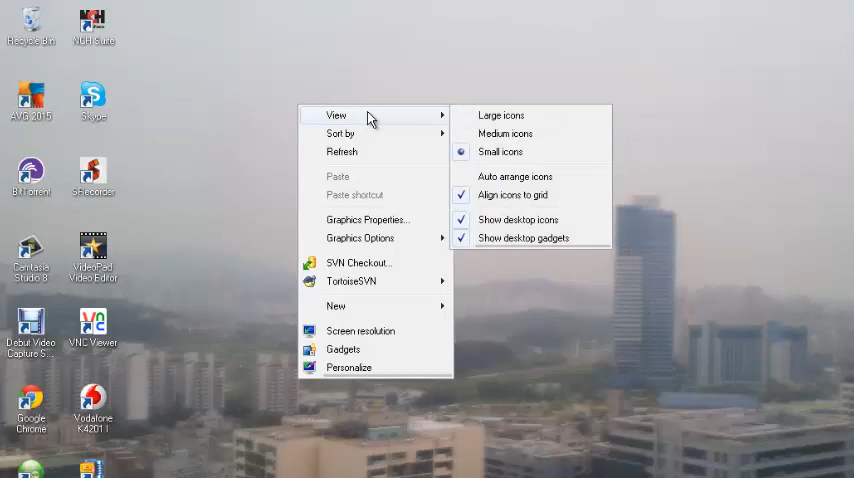 Recycle Bin
NCH Suite
AVG 2015
Skype
BitTorrent
SRecorder
Camtasia
Studio 8
VideoPad
Video Editor
Debut Video
Capture S...
VNC Viewer
Google
Chrome
Vodafone
K4201 I
View
Sort by
Refresh
Paste
Paste shortcut
Graphics Properties...
Graphics Options
SVN Checkout...
TortoiseSVN
New
Screen resolution
Gadgets
Personalize
Large icons
Medium icons
Small icons
Auto arrange icons
Align icons to grid
Show desktop icons
Show desktop gadgets